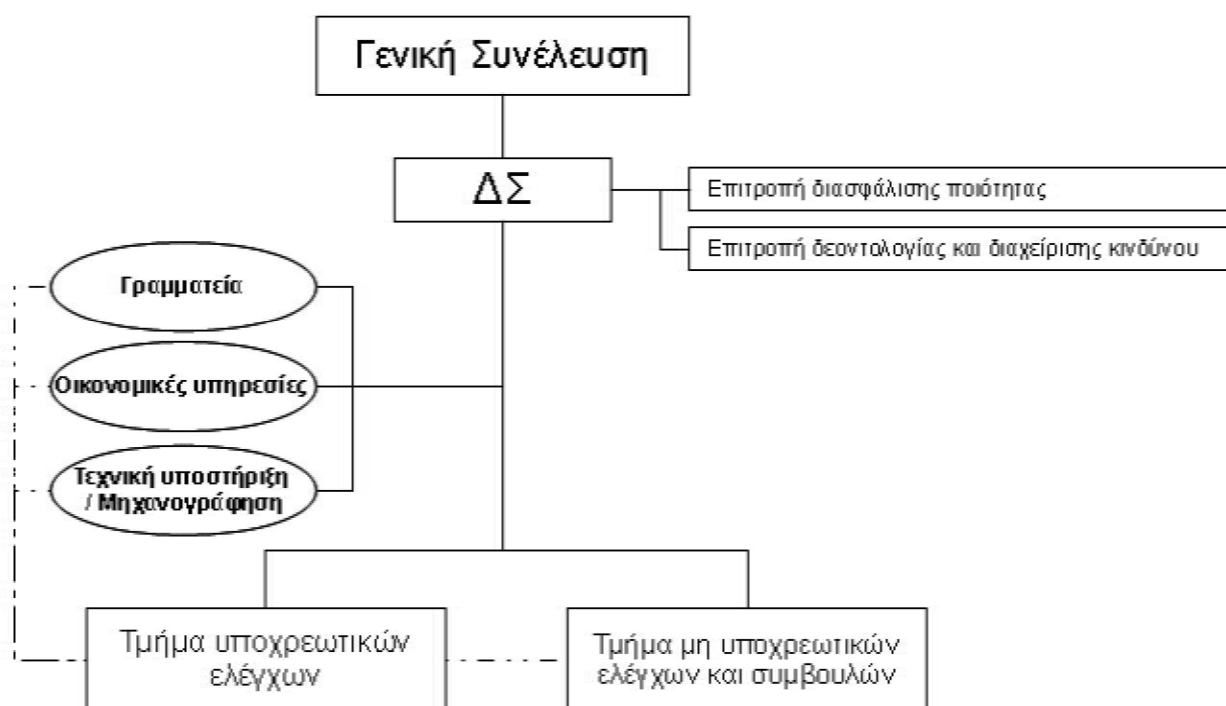 Γενική Συνέλευση
ΔΣ
Επιτροπή διασφάλισης ποιότητας
Επιτροπή δεοντολογίας και διαχείρισης κινδύνου
Γραμματεία
Οικονομικές υπηρεσίες
Τεχνική υποστήριξη
/ Μηχανογράφηση
Τμήμα υποχρεωτικών
ελέγχων
Τμήμα μη υποχρεωτικών
ελέγχων και συμβουλών